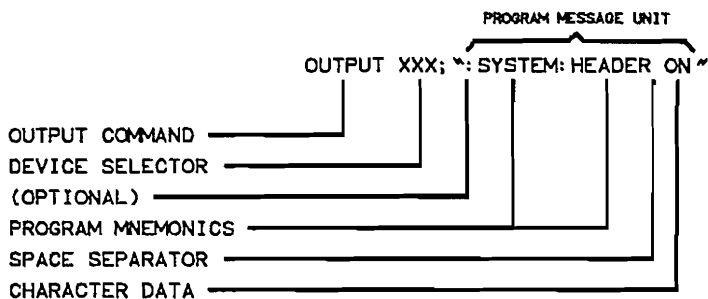 PROGRAM MESSAGE UNIT
OUTPUT XXX; ":SYSTEM:HEADER ON"
OUTPUT COMMAND
DEVICE SELECTOR
(OPTIONAL)
PROGRAM MNEMONICS
SPACE SEPARATOR
CHARACTER DATA